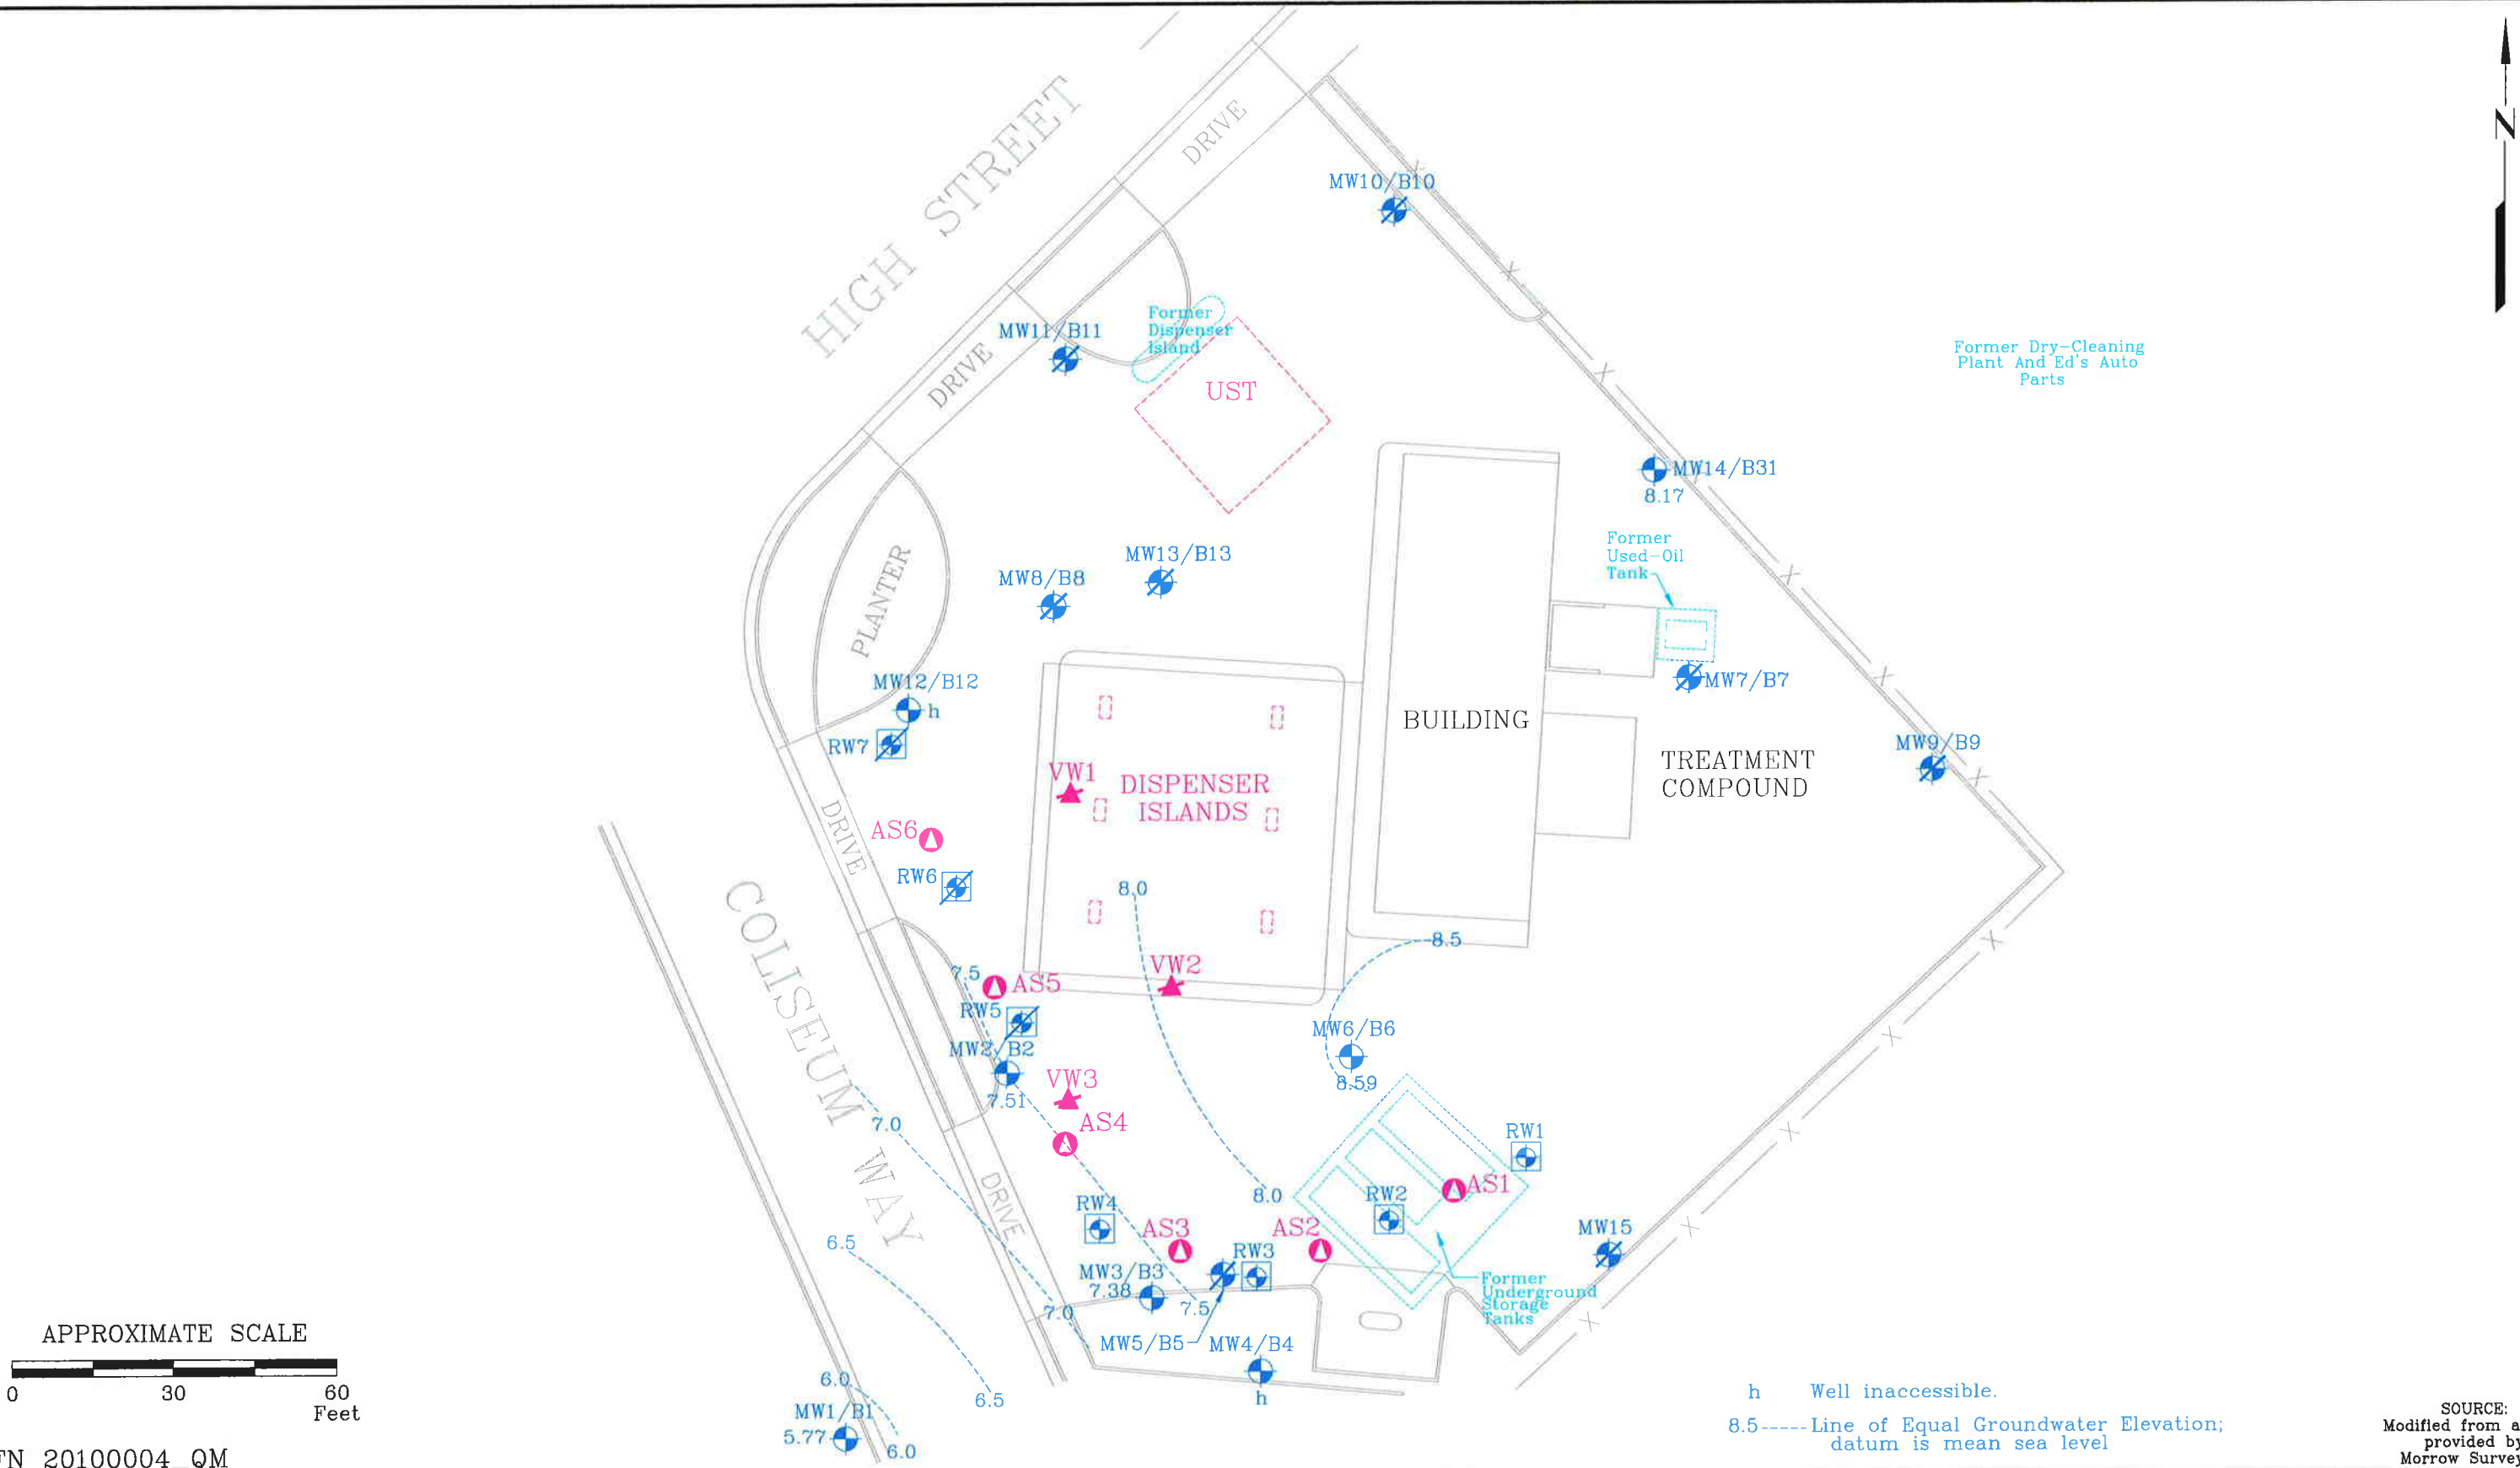 HIGH STREET
DRIVE
N
MW10/B10
MW11/B11
Former
Dispenser
Island
DRIVE
UST
Former Dry-Cleaning
Plant And Ed's Auto
Parts
MW14/B31
8.17
Former
Used-Oil
Tank
MW13/B13
MW8/B8
PLANTER
MW12/B12
h
MW7/B7
BUILDING
RW7
MW9/B9
TREATMENT
COMPOUND
VW1
DISPENSER
ISLANDS
DRIVE
AS6
RW6
8.0
COLISEUM WAY
8.5
7.5
AS5
VW2
RW5
MW6/B6
8.59
MW2/B2
7.51
VW3
AS4
7.0
RW1
DRIVE
8.0
RW2
AS1
RW4
AS3
AS2
MW15
6.5
RW3
MW3/B3
7.38
7.5
7.0
Former
Underground
Storage
Tanks
MW5/B5
MW4/B4
h
6.5
6.0
MW1/B1
5.77
6.0
APPROXIMATE SCALE
0 30 60
Feet
FN 20100004_QM
h Well inaccessible.
8.5-----Line of Equal Groundwater Elevation;
datum is mean sea level
SOURCE:
Modified from a
provided by
Morrow Survey
X
X
X
X
X
X
X
X
X
X
X
X